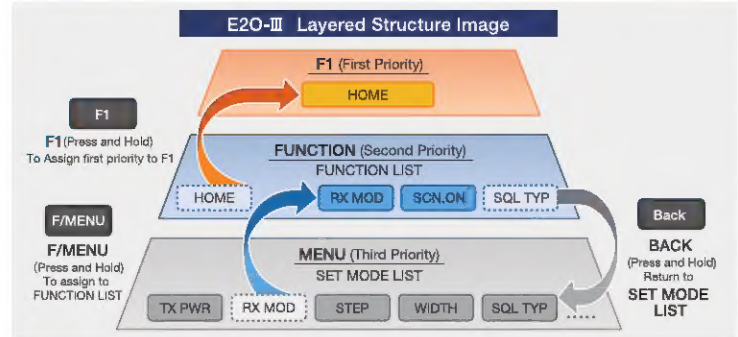 E2O-III Layered Structure Image
F1 (First Priority)
HOME
F1
F1 (Press and Hold)
To Assign first priority to F1
FUNCTION (Second Priority)
FUNCTION LIST
HOME
RX MOD
SCN.ON
SQL TYP
F/MENU
F/MENU
(Press and Hold)
To assign to
FUNCTION LIST
Back
BACK
(Press and Hold)
Return to
SET MODE
LIST
MENU (Third Priority)
SET MODE LIST
TX PWR
RX MOD
STEP
WIDTH
SQL TYP
.....